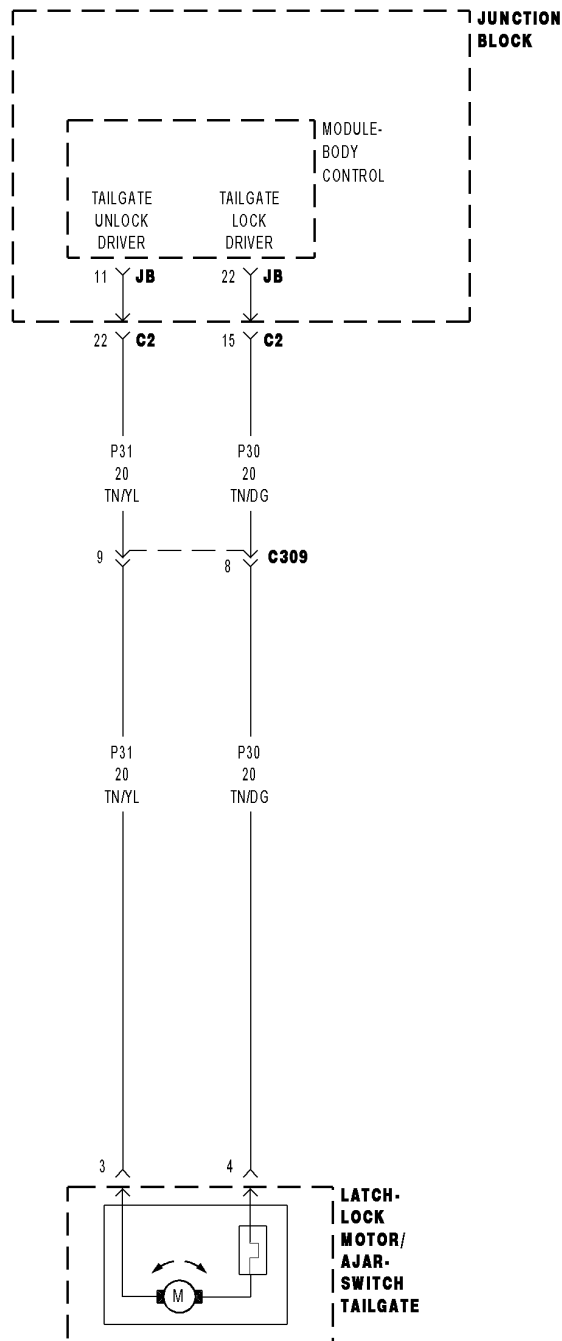 JUNCTION
BLOCK
MODULE-
BODY
CONTROL
TAILGATE
UNLOCK
DRIVER
TAILGATE
LOCK
DRIVER
11 JB
22 JB
22 C2
15 C2
P31
20
TN/YL
P30
20
TN/DG
9
8
C309
P31
20
TN/YL
P30
20
TN/DG
3
4
LATCH-
LOCK
MOTOR/
AJAR-
SWITCH
TAILGATE
M